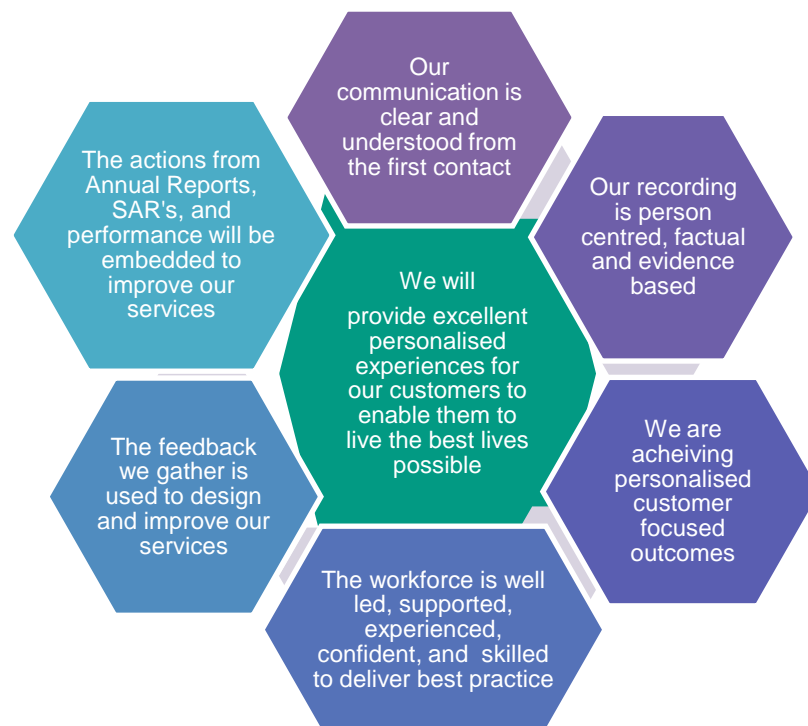 Our
communication is
clear and
understood from
the first contact
Our recording
is person
centred, factual
and evidence
based
We are
acheiving
personalised
customer
focused
outcomes
The workforce is well
led, supported,
experienced,
confident, and  skilled
to deliver best practice
The feedback
we gather is
used to design
and improve our
services
The actions from
Annual Reports,
SAR's, and
performance will be
embedded to
improve our
services
We will
provide excellent
personalised
experiences for
our customers to
enable them to
live the best lives
possible